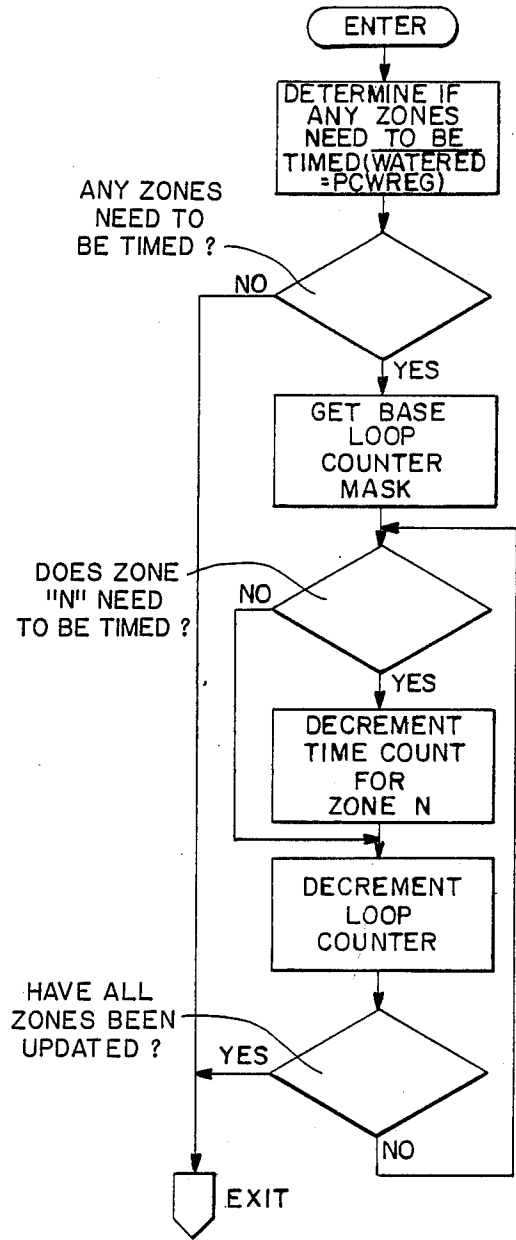 ENTER
DETERMINE IF
ANY ZONES
NEED TO BE
TIMED(WATERED
=PCWREG)
ANY ZONES
NEED TO
BE TIMED ?
NO
YES
GET BASE
LOOP
COUNTER
MASK
DOES ZONE
"N" NEED
TO BE TIMED ?
NO
YES
DECREMENT
TIME COUNT
FOR
ZONE N
DECREMENT
LOOP
COUNTER
HAVE ALL
ZONES BEEN
UPDATED ?
YES
NO
EXIT